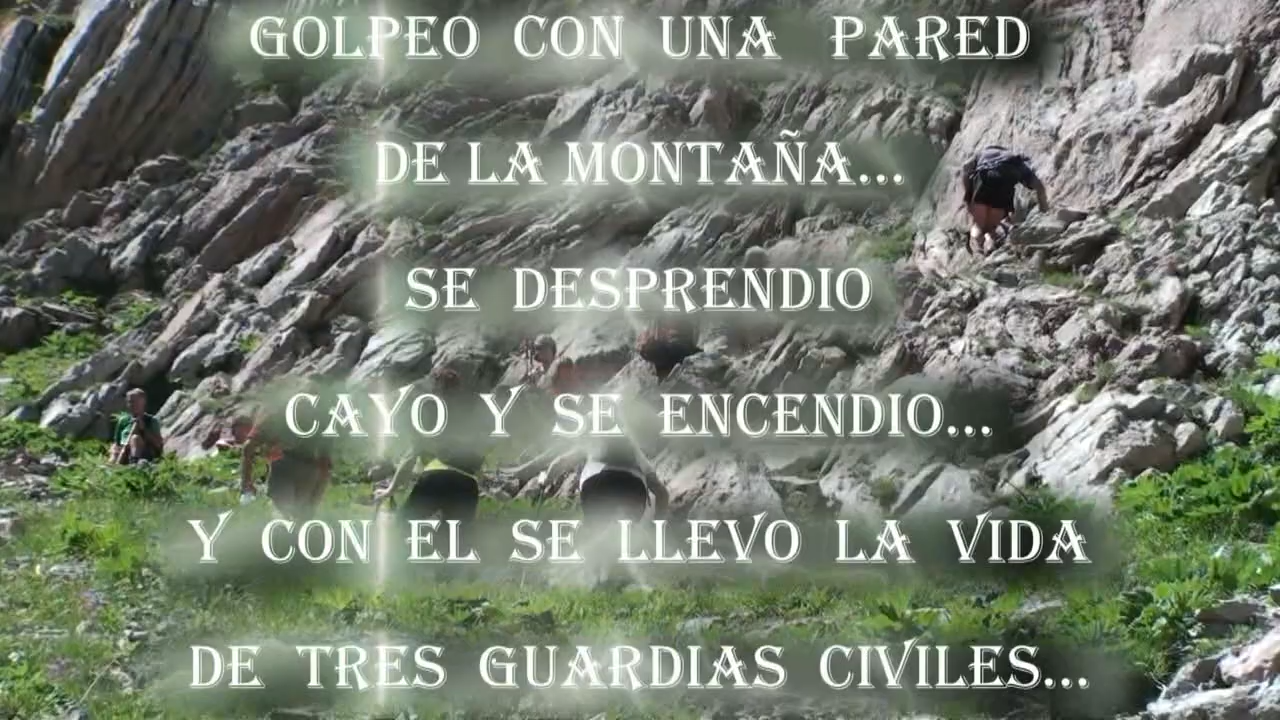 GOLPEO CON UNA PARED
DE LA MONTAÑA...
SE DESPRENDIO
CAYO Y SE ENCENDIO...
Y CON EL SE LLEVO LA VIDA
DE TRES GUARDIAS CIVILES...